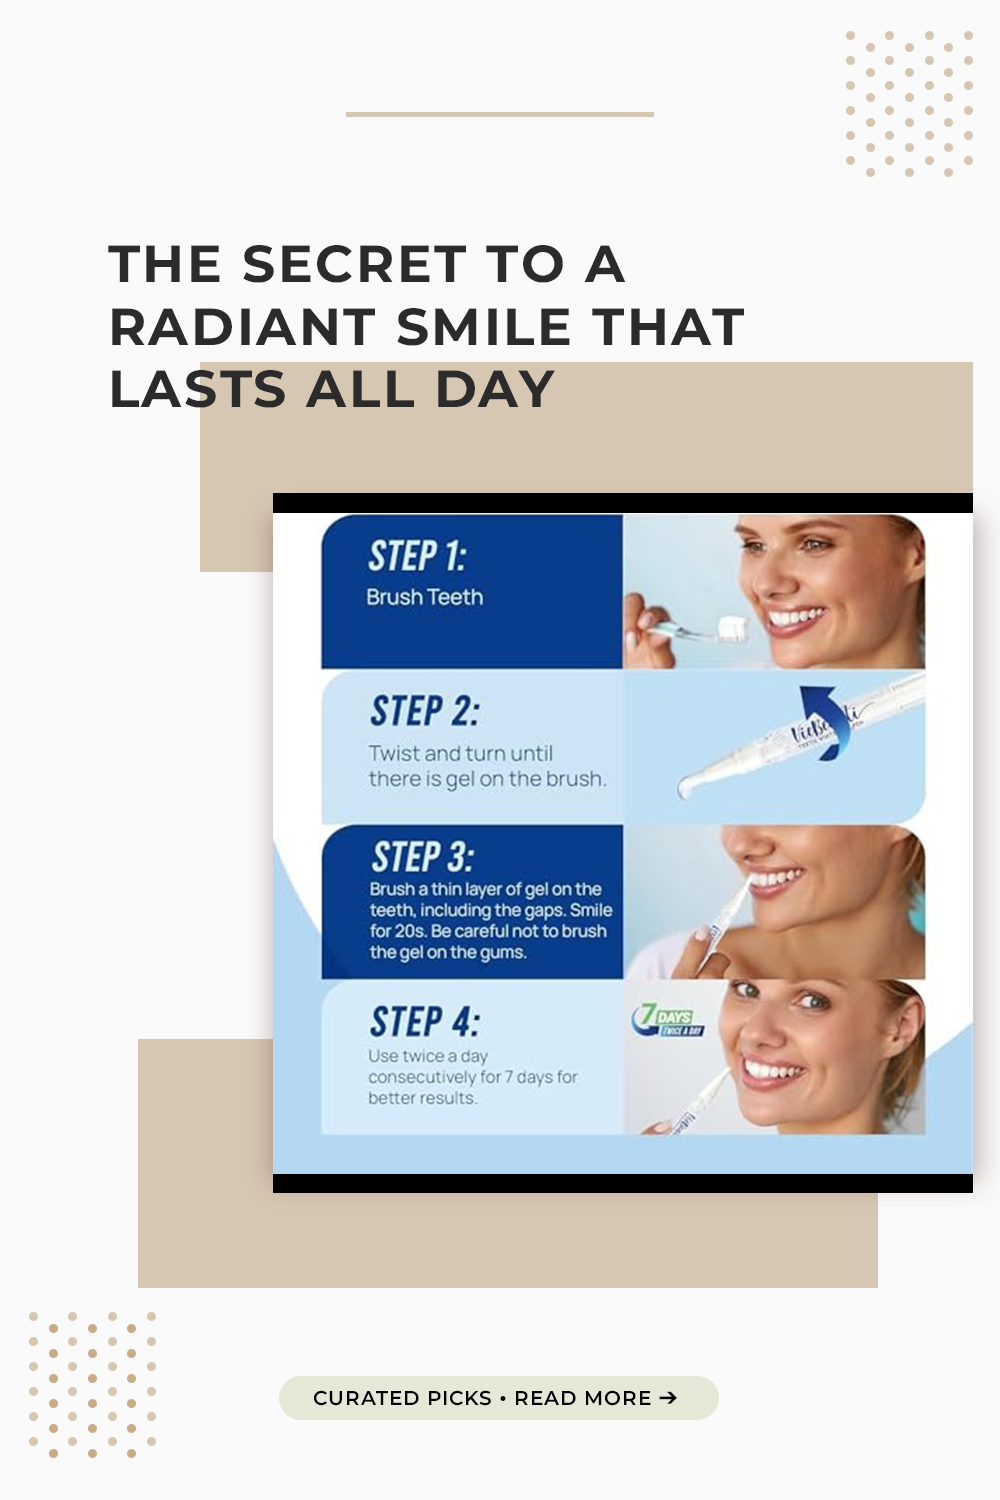 THE SECRET TO A
RADIANT SMILE THAT
LASTS ALL DAY
STEP 1:
Brush Teeth
STEP 2:
Twist and turn until
there is gel on the brush.
STEP 3:
Brush a thin layer of gel on the
teeth, including the gaps. Smile
for 20s. Be careful not to brush
the gel on the gums.
STEP 4:
Use twice a day
consecutively for 7 days for
better results.
7 DAYS
TWICE A DAY
CURATED PICKS • READ MORE ➔